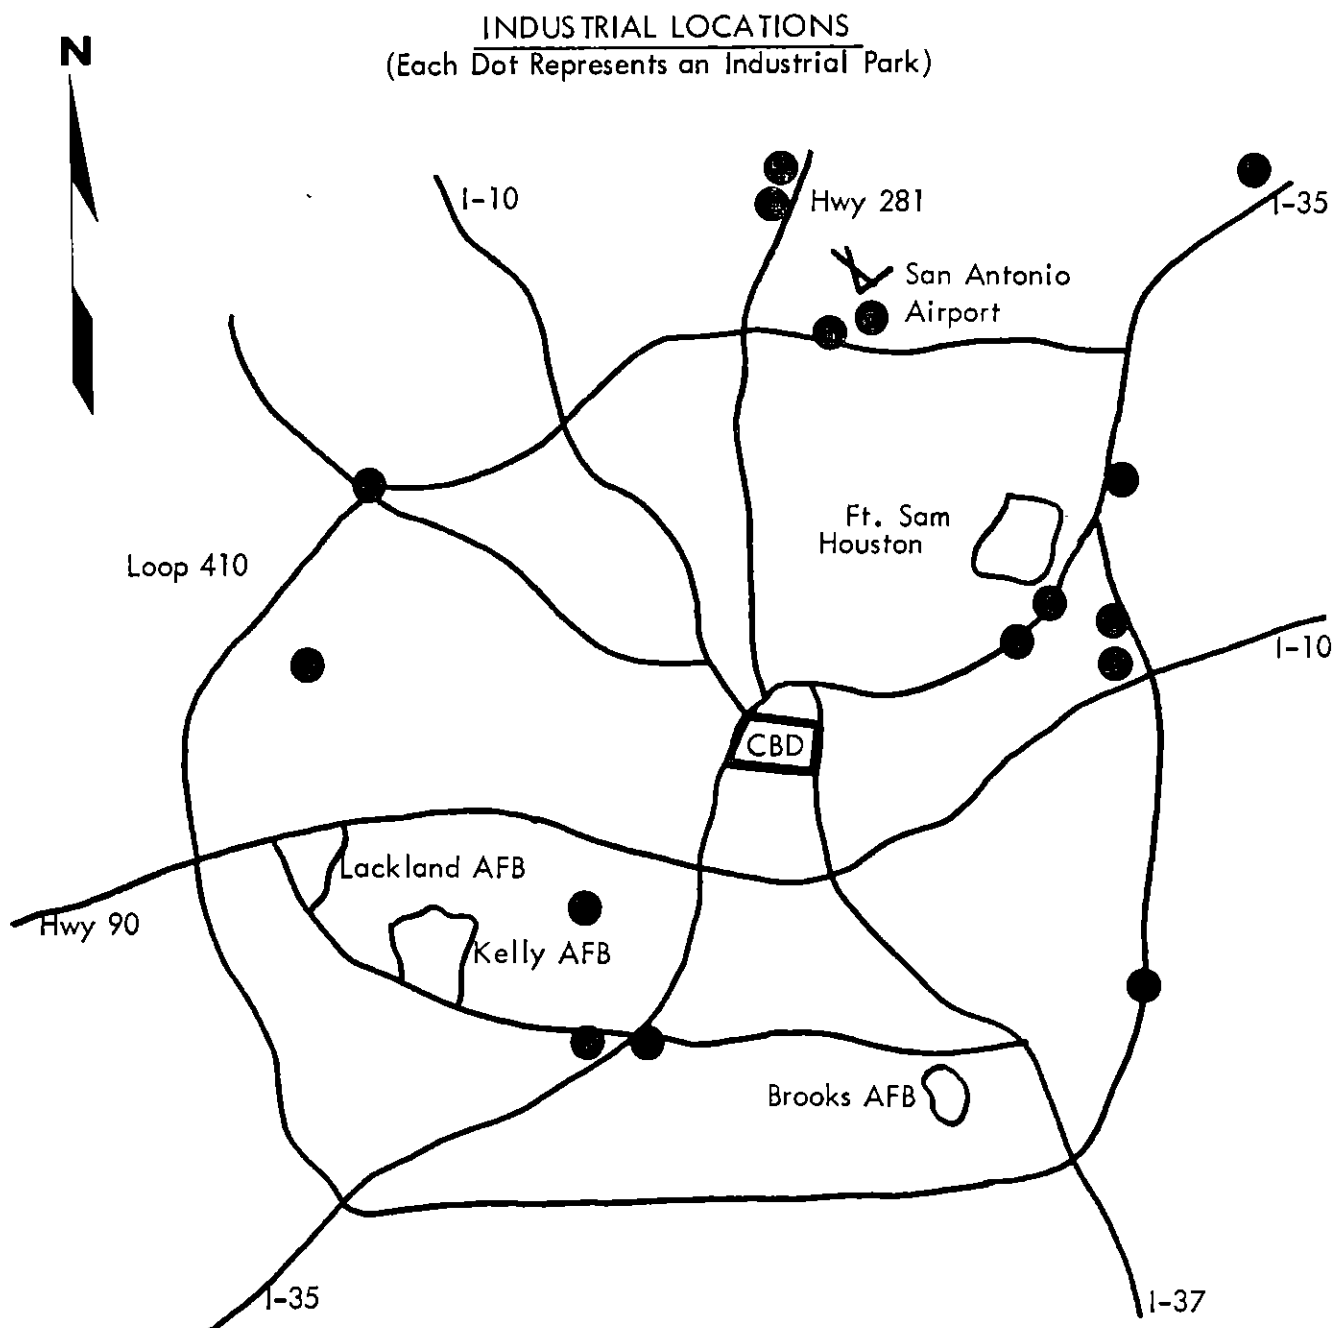 INDUSTRIAL LOCATIONS
(Each Dot Represents an Industrial Park)
N
I-10
Hwy 281
I-35
San Antonio
Airport
Ft. Sam
Houston
Loop 410
I-10
CBD
Lackland AFB
Hwy 90
Kelly AFB
Brooks AFB
I-35
I-37